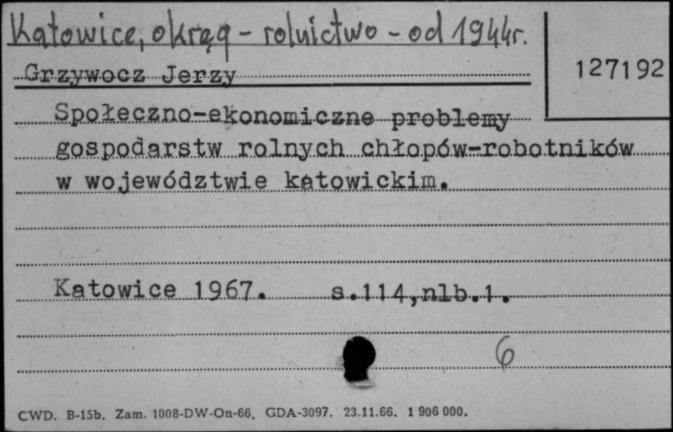 Katowice, okręg - rolnictwo - od 1944r.
Grzywocz Jerzy
127192
Społeczno-ekonomiczne problemy
gospodarstw rolnych chłopów-robotników
w województwie katowickim.
Katowice 1967. s.114,nlb.1.
6
CWD. B-15b. Zam. 1008-DW-On-66. GDA-3097. 23.11.66. 1 906 000.